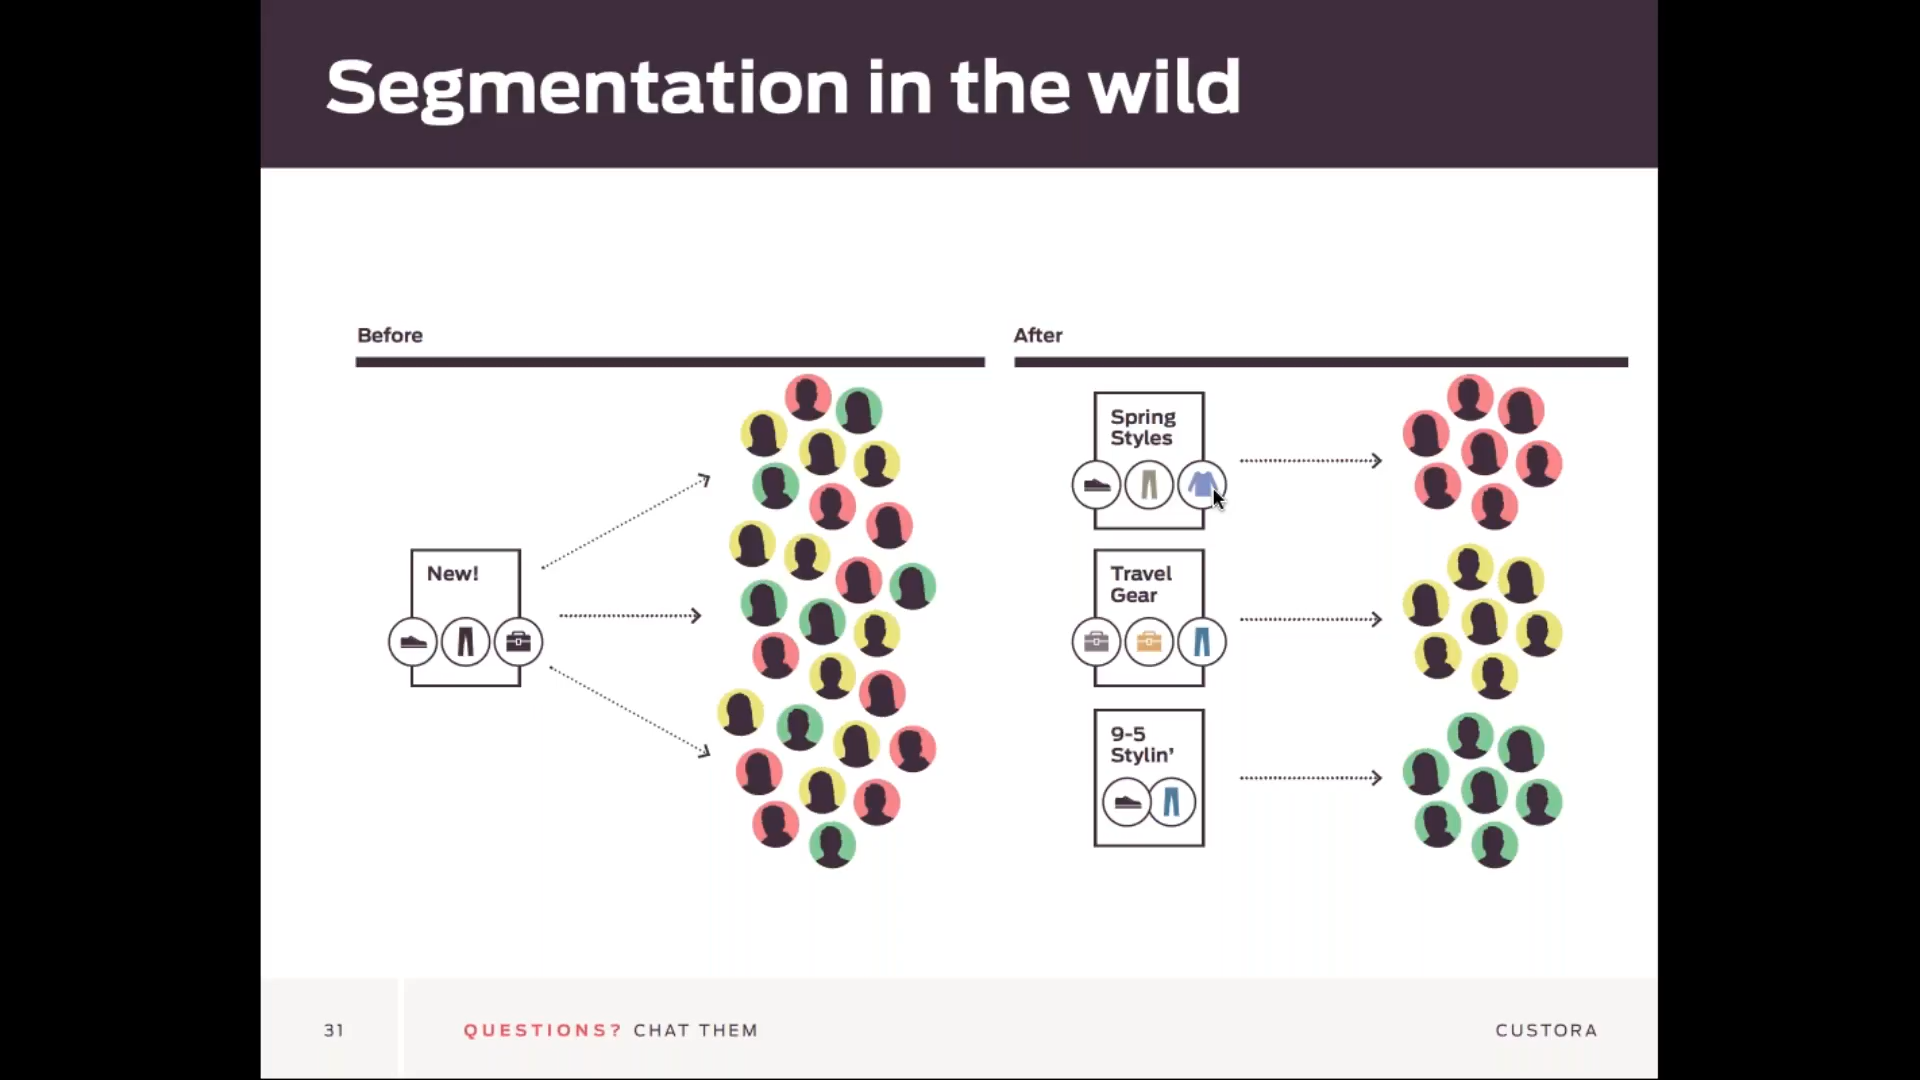 Segmentation in the wild
Before
After
New!
Spring
Styles
Travel
Gear
9-5
Stylin’
31
QUESTIONS? CHAT THEM
CUSTORA